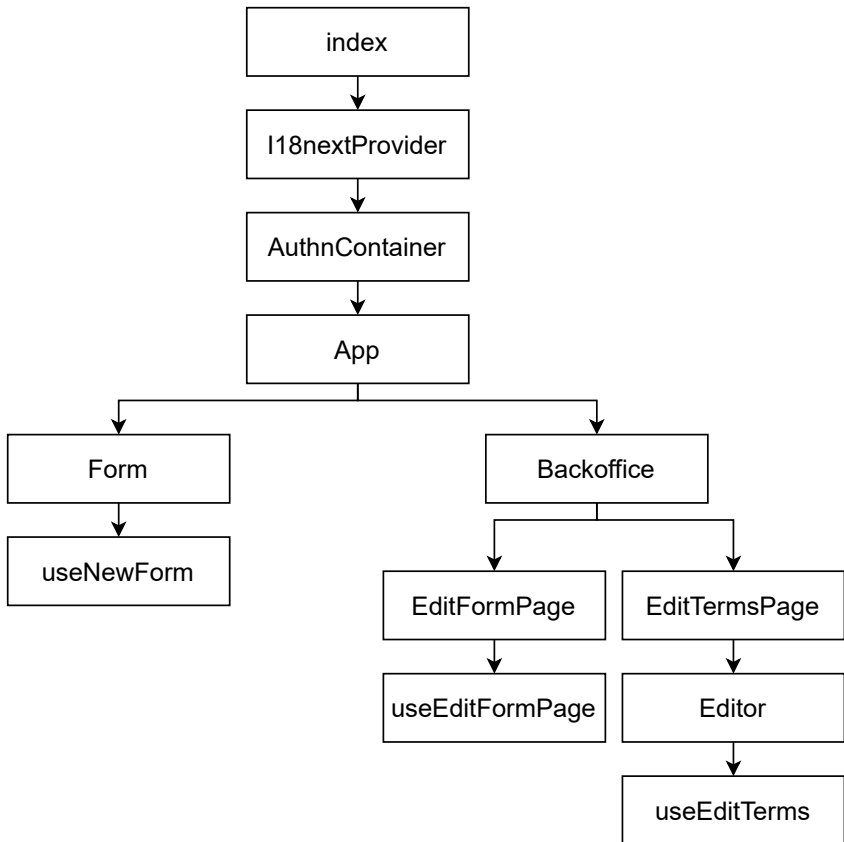 index
I18nextProvider
AuthnContainer
App
Form
Backoffice
useNewForm
EditFormPage
EditTermsPage
useEditFormPage
Editor
useEditTerms